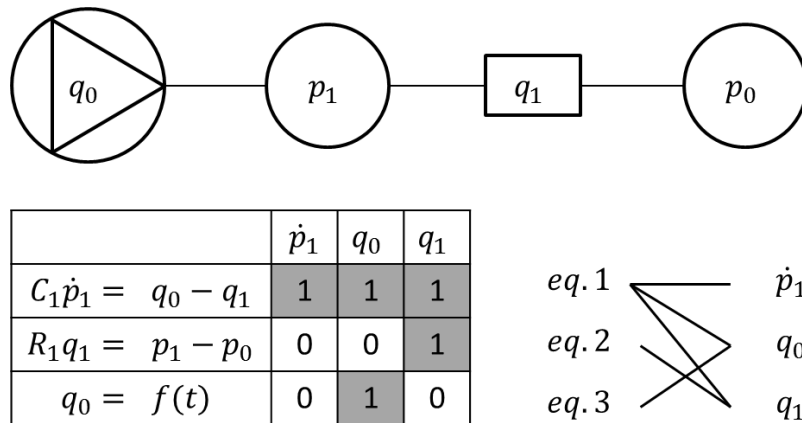 q₀ p₁ q₁ p₀
ṗ₁ q₀ q₁
C₁ṗ₁ = q₀ − q₁ 1 1 1
R₁q₁ = p₁ − p₀ 0 0 1
q₀ = f(t) 0 1 0
eq. 1 ṗ₁
eq. 2 q₀
eq. 3 q₁